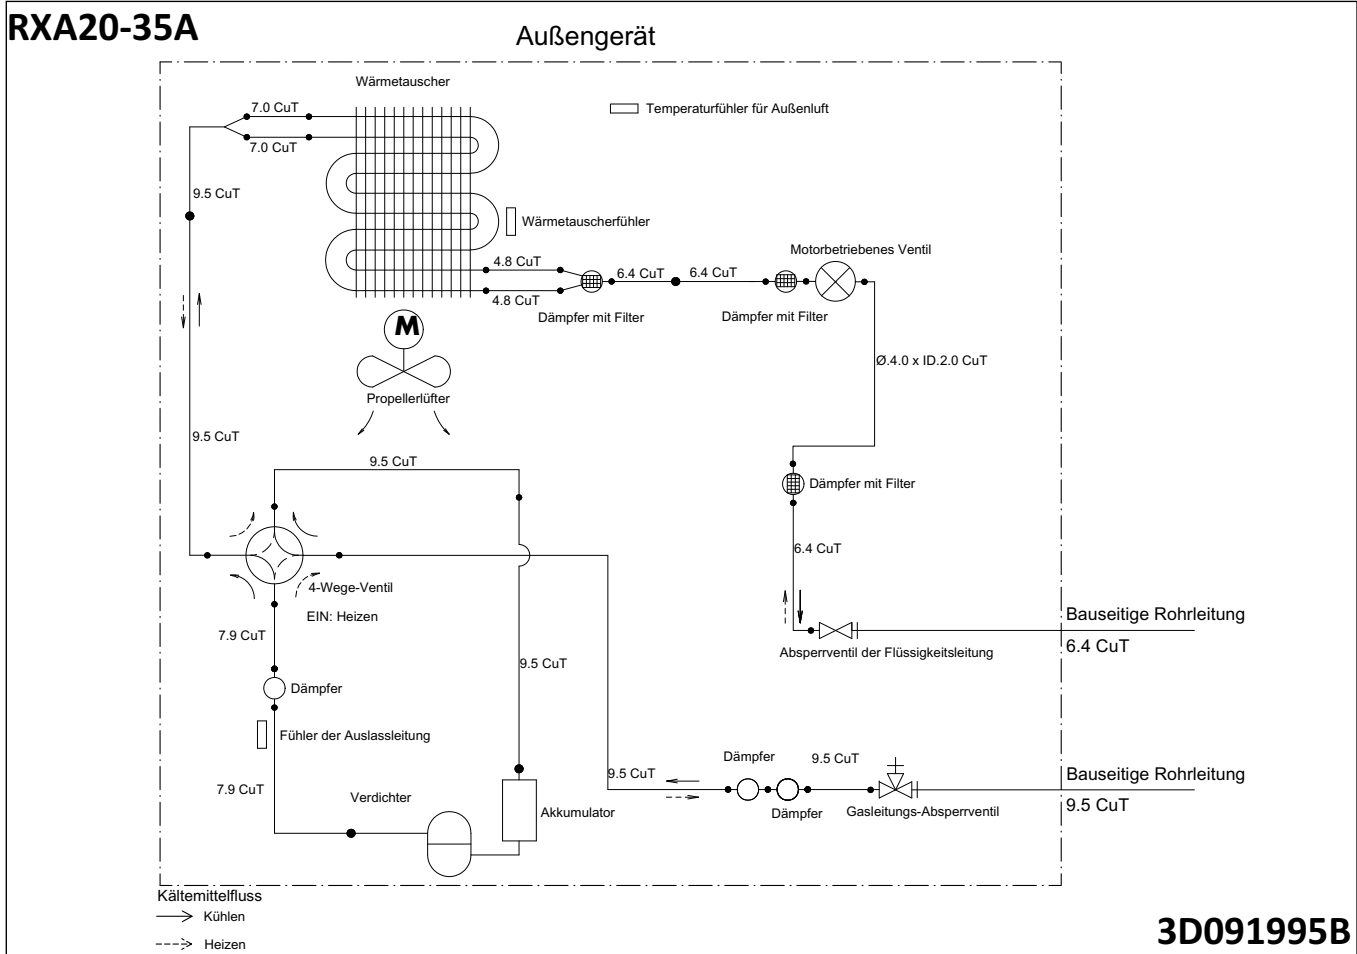 RXA20-35A
Außengerät
Wärmetauscher
7.0 CuT
Temperaturfühler für Außenluft
7.0 CuT
9.5 CuT
Wärmetauscherfühler
Motorbetriebenes Ventil
4.8 CuT
6.4 CuT
6.4 CuT
4.8 CuT
Dämpfer mit Filter
Dämpfer mit Filter
M
Ø.4.0 x ID.2.0 CuT
Propellerlüfter
9.5 CuT
9.5 CuT
Dämpfer mit Filter
6.4 CuT
4-Wege-Ventil
EIN: Heizen
Bauseitige Rohrleitung
6.4 CuT
7.9 CuT
Absperrventil der Flüssigkeitsleitung
9.5 CuT
Dämpfer
Fühler der Auslassleitung
Dämpfer
9.5 CuT
9.5 CuT
Bauseitige Rohrleitung
9.5 CuT
7.9 CuT
Verdichter
Akkumulator
Dämpfer
Gasleitungs-Absperrventil
Kältemittelfluss
Kühlen
Heizen
3D091995B